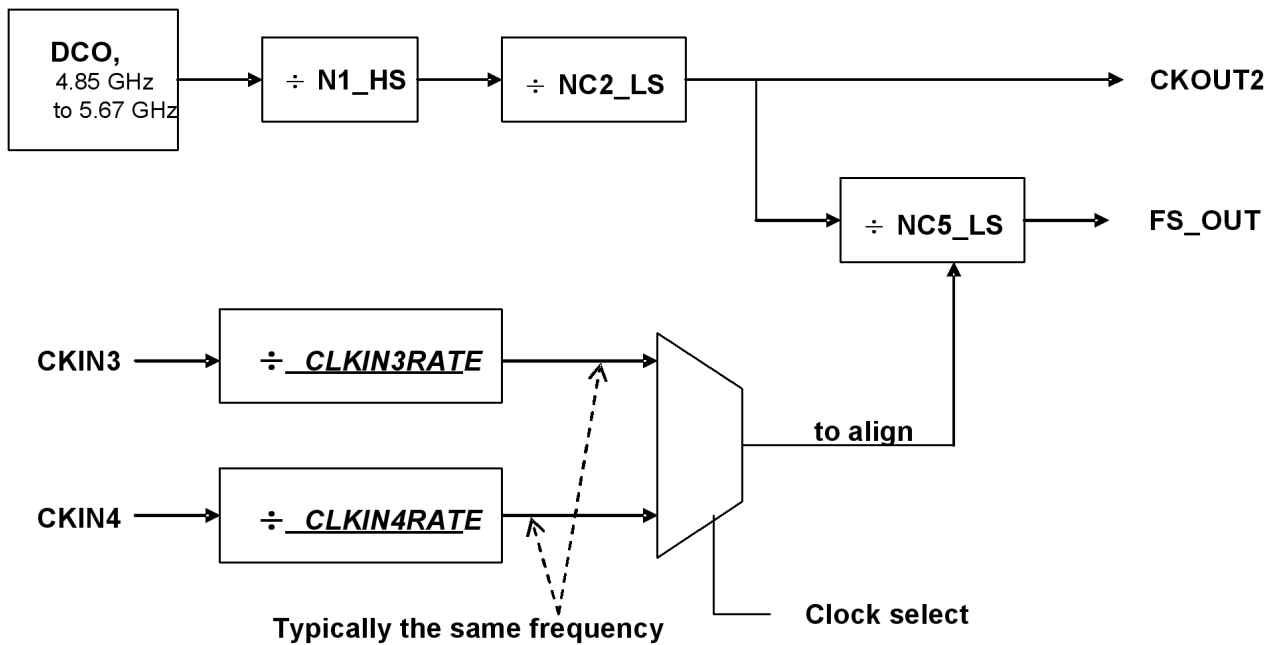 DCO,
4.85 GHz
to 5.67 GHz
÷ N1_HS
÷ NC2_LS
CKOUT2
÷ NC5_LS
FS_OUT
CKIN3
÷ CLKIN3RATE
to align
CKIN4
÷ CLKIN4RATE
Clock select
Typically the same frequency